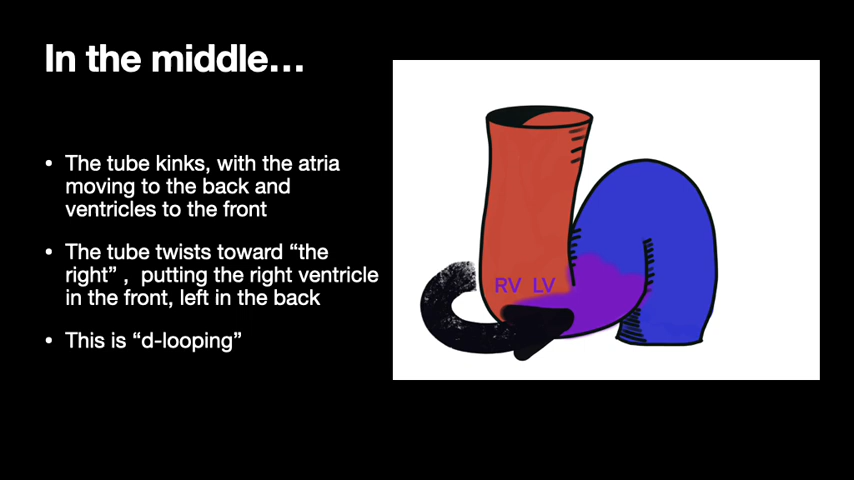 In the middle…
• The tube kinks, with the atria
moving to the back and
ventricles to the front
• The tube twists toward “the
right” ,  putting the right ventricle
in the front, left in the back
• This is “d-looping”
RV LV